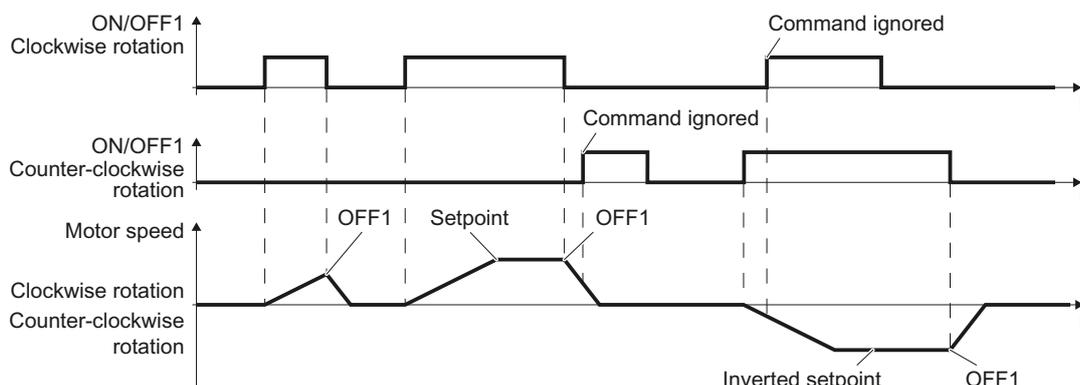 ON/OFF1
Clockwise rotation
Command ignored
ON/OFF1
Counter-clockwise
rotation
Command ignored
Motor speed
OFF1
Setpoint
OFF1
Clockwise rotation
Counter-clockwise
rotation
Inverted setpoint
OFF1